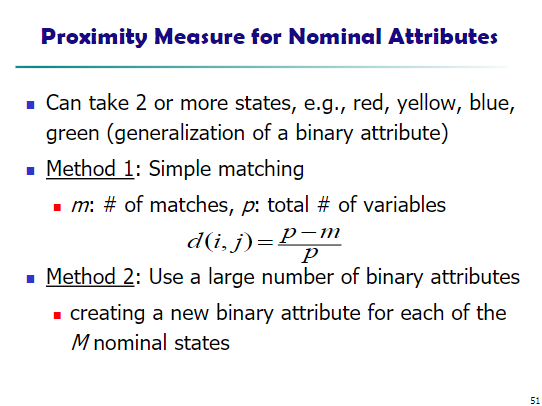 Proximity Measure for Nominal Attributes
Can take 2 or more states, e.g., red, yellow, blue,
green (generalization of a binary attribute)
Method 1: Simple matching
m: # of matches, p: total # of variables
d(i, j) = (p − m) / p
Method 2: Use a large number of binary attributes
creating a new binary attribute for each of the
M nominal states
51